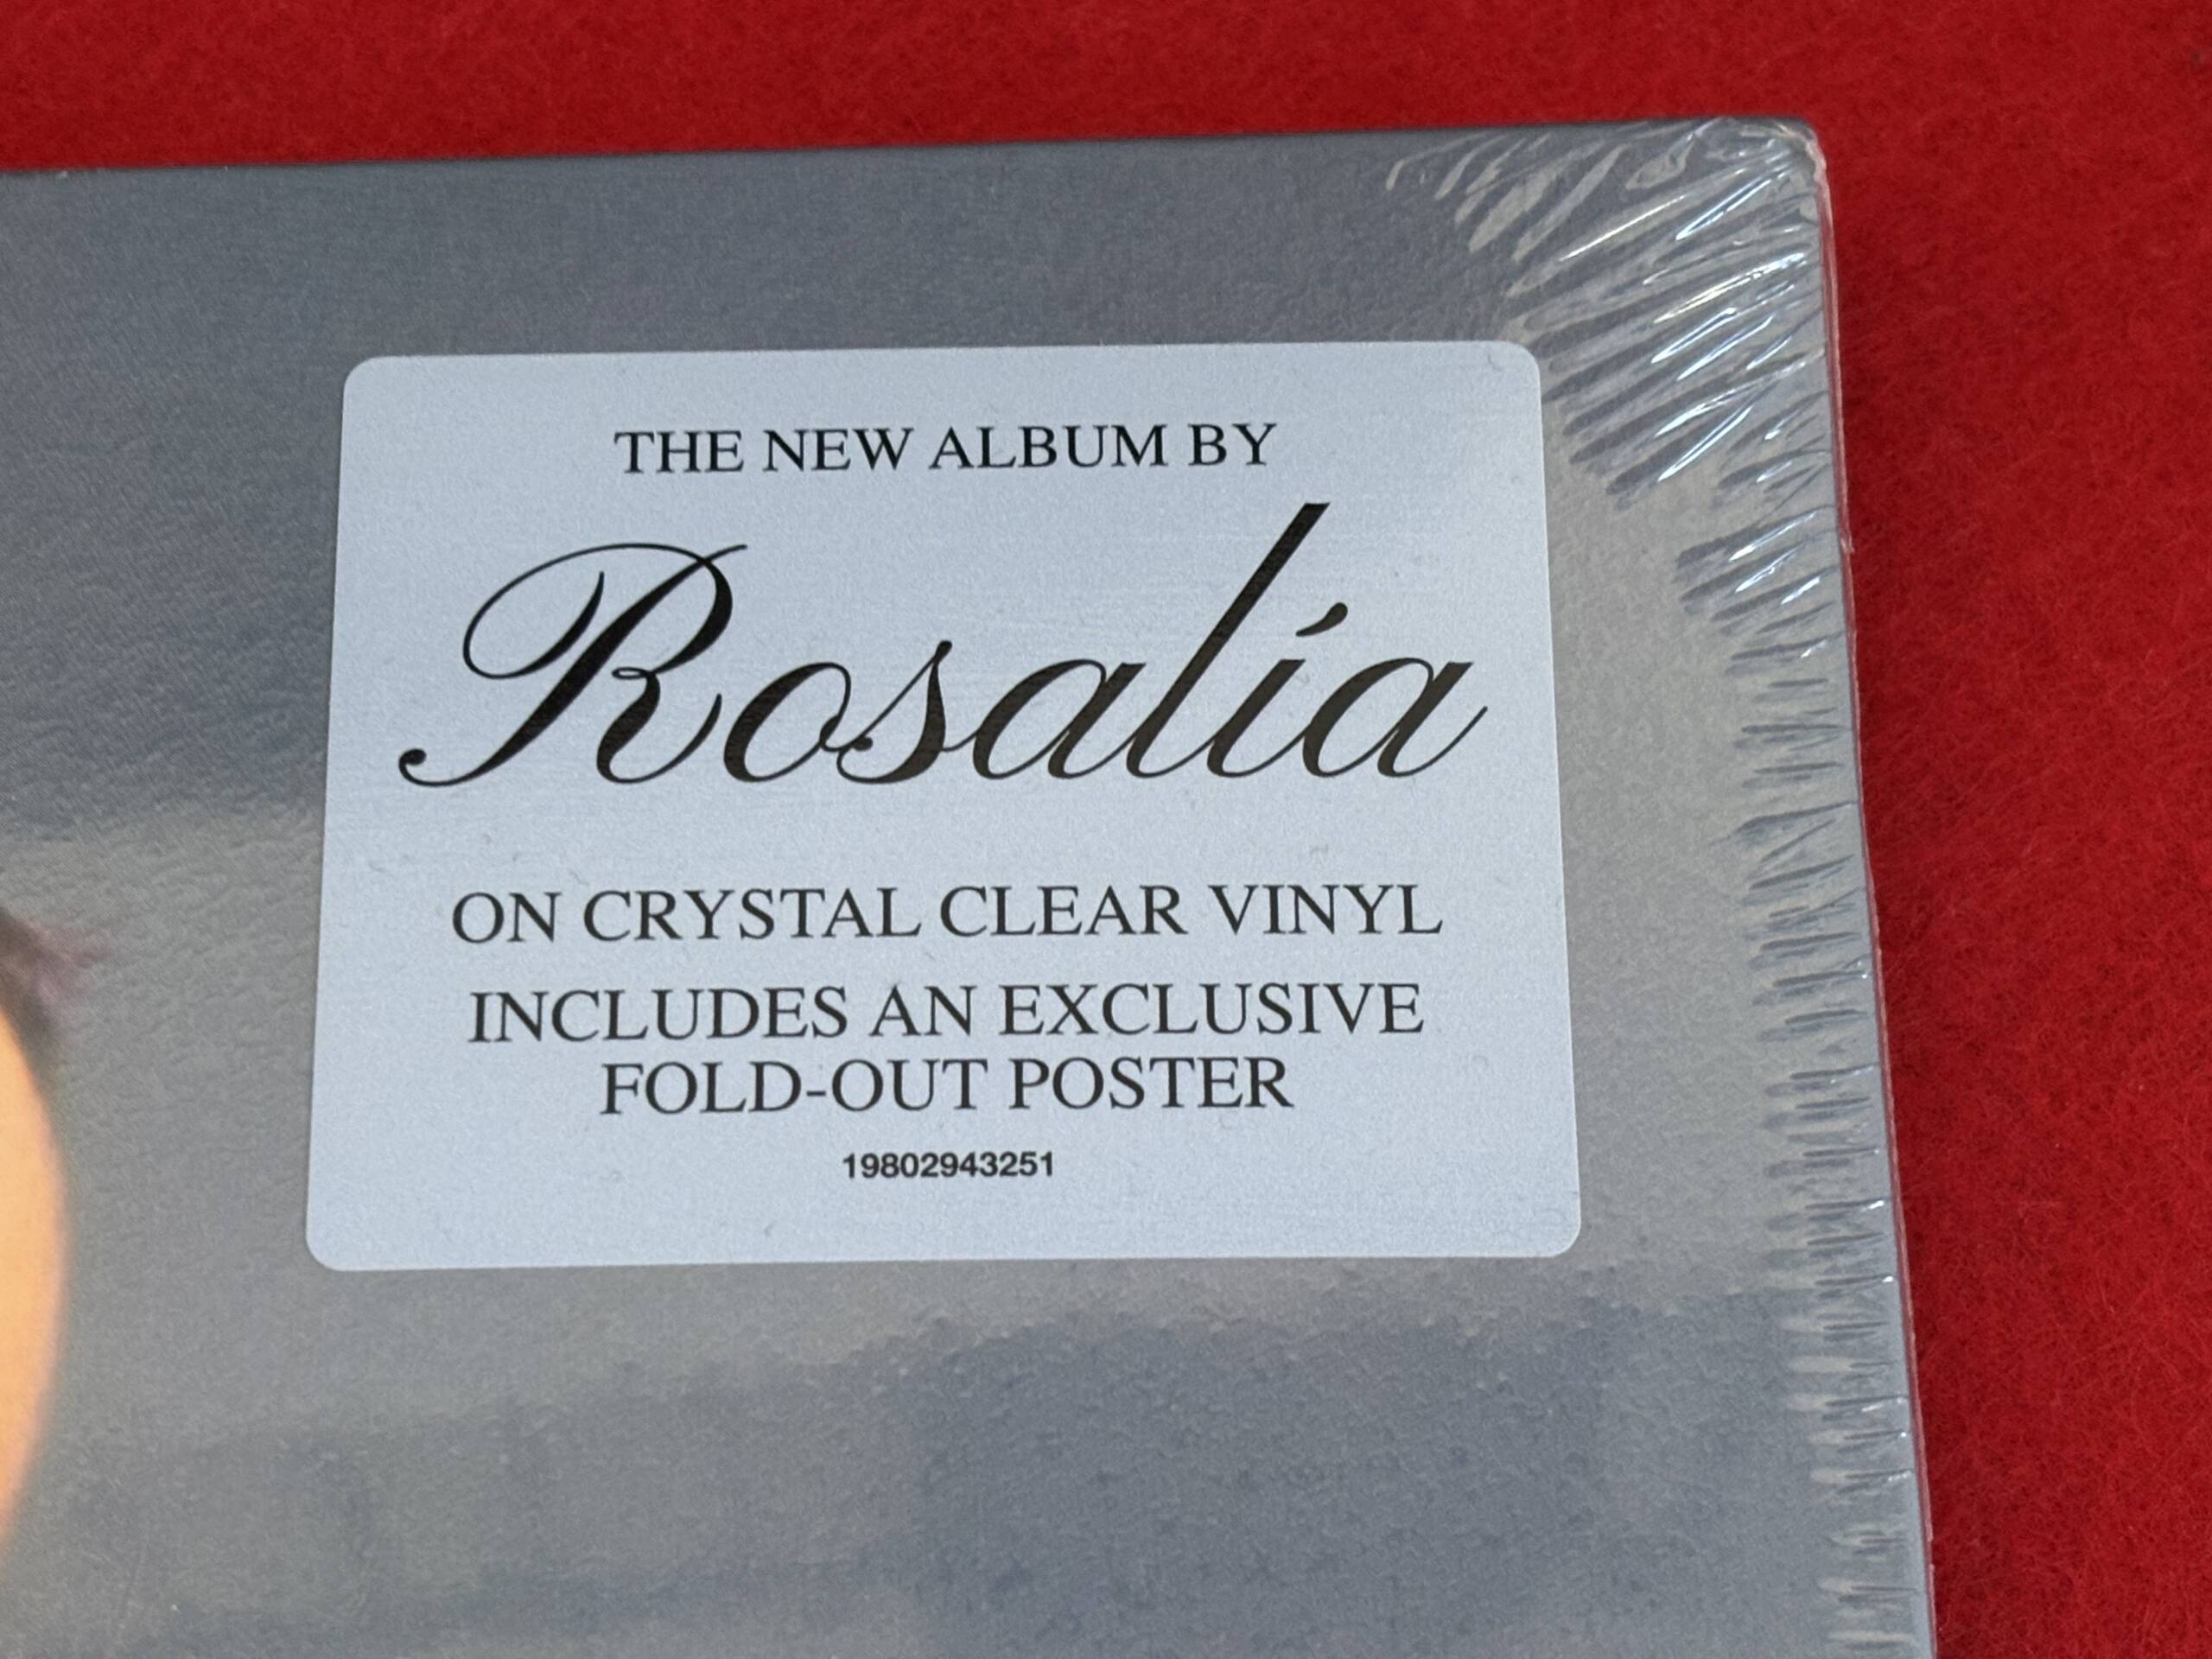 THE NEW ALBUM BY
Rosalía
ON CRYSTAL CLEAR VINYL
INCLUDES AN EXCLUSIVE
FOLD-OUT POSTER
19802943251